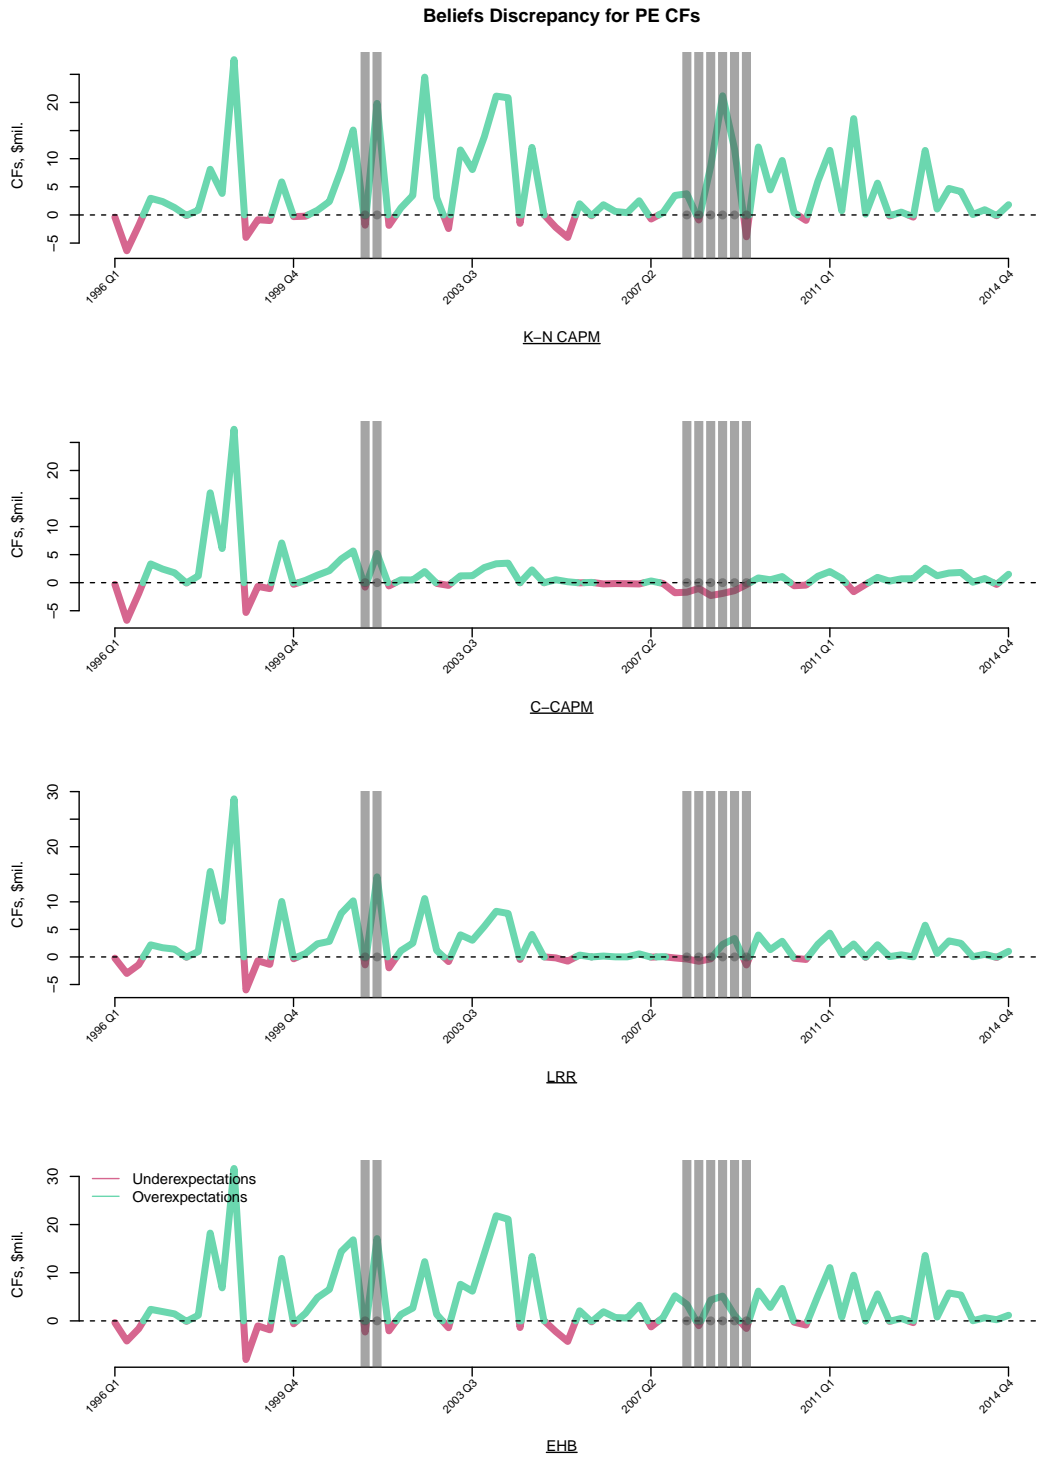 Beliefs Discrepancy for PE CFs
CFs, $mil.
20
10
5
0
−5
1996 Q1
1999 Q4
2003 Q3
2007 Q2
2011 Q1
2014 Q4
K−N CAPM
CFs, $mil.
20
10
5
0
−5
1996 Q1
1999 Q4
2003 Q3
2007 Q2
2011 Q1
2014 Q4
C−CAPM
CFs, $mil.
30
20
10
5
0
−5
1996 Q1
1999 Q4
2003 Q3
2007 Q2
2011 Q1
2014 Q4
LRR
CFs, $mil.
30
20
10
0
Underexpectations
Overexpectations
1996 Q1
1999 Q4
2003 Q3
2007 Q2
2011 Q1
2014 Q4
EHB